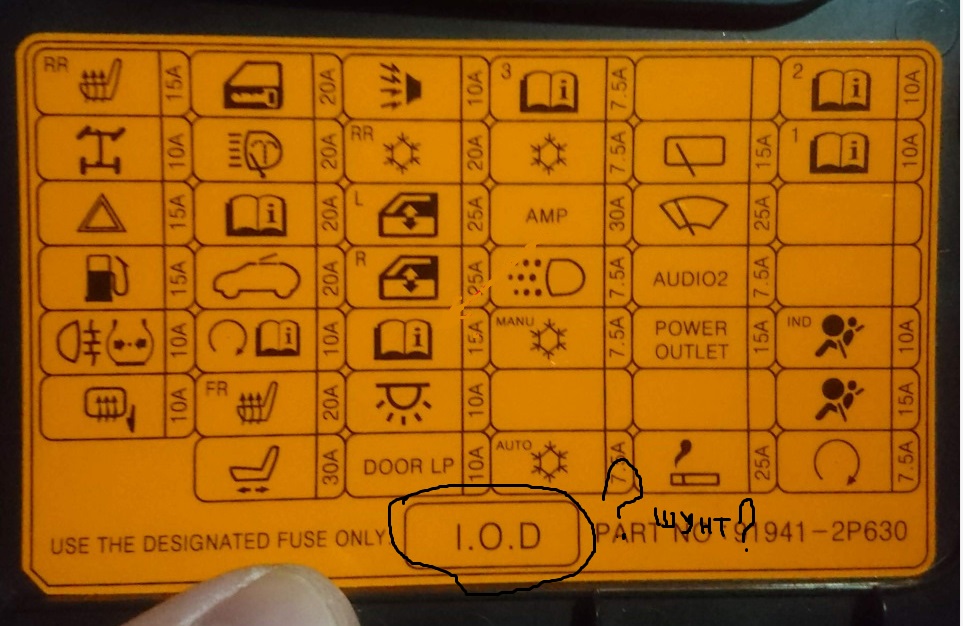 RR 15A 20A 10A 3 7.5A 2 10A
10A 20A RR 20A 7.5A 15A 1 10A
15A 20A L 25A AMP 30A 25A
15A 20A R 25A 7.5A AUDIO2 7.5A
10A 10A 15A MANU 7.5A POWER OUTLET 15A IND 10A
10A FR 20A 10A 15A
30A DOOR LP 10A AUTO 7.5A 25A 7.5A
? шунт?
USE THE DESIGNATED FUSE ONLY I.O.D PART NO 91941-2P630